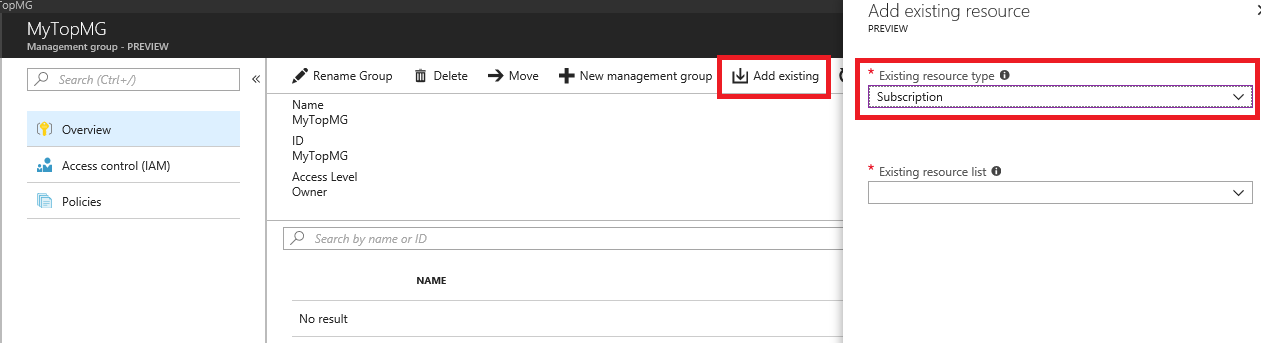 TopMG
MyTopMG
Management group - PREVIEW
Search (Ctrl+/)
«
Overview
Access control (IAM)
Policies
Rename Group Delete Move New management group Add existing
Name
MyTopMG
ID
MyTopMG
Access Level
Owner
Search by name or ID
NAME
No result
Add existing resource
PREVIEW
* Existing resource type
Subscription
* Existing resource list